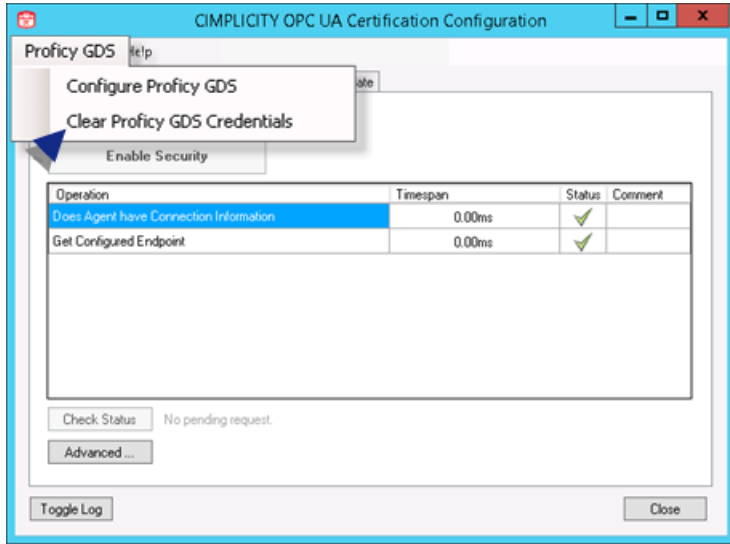 CIMPLICITY OPC UA Certification Configuration
Proficy GDS Help
Configure Proficy GDS
Clear Proficy GDS Credentials
Enable Security
Operation Timespan Status Comment
Does Agent have Connection Information 0.00ms
Get Configured Endpoint 0.00ms
Check Status No pending request.
Advanced ...
Toggle Log Close